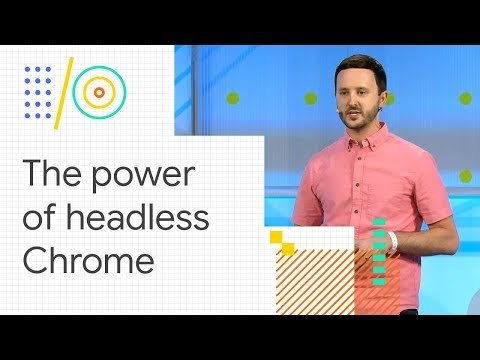 The power
of headless
Chrome